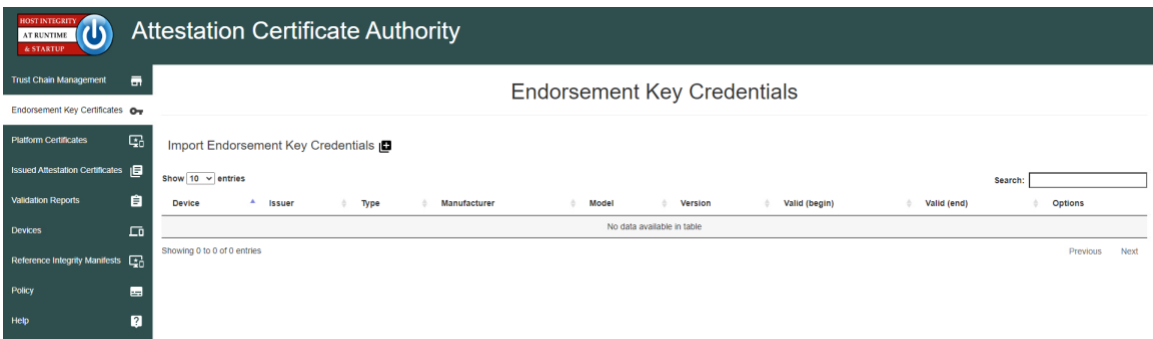 HOST INTEGRITY
AT RUNTIME
& STARTUP
Attestation Certificate Authority
Trust Chain Management
Endorsement Key Certificates
Platform Certificates
Issued Attestation Certificates
Validation Reports
Devices
Reference Integrity Manifests
Policy
Help
Endorsement Key Credentials
Import Endorsement Key Credentials
Show 10 entries
Search:
Device Issuer Type Manufacturer Model Version Valid (begin) Valid (end) Options
No data available in table
Showing 0 to 0 of 0 entries
Previous Next